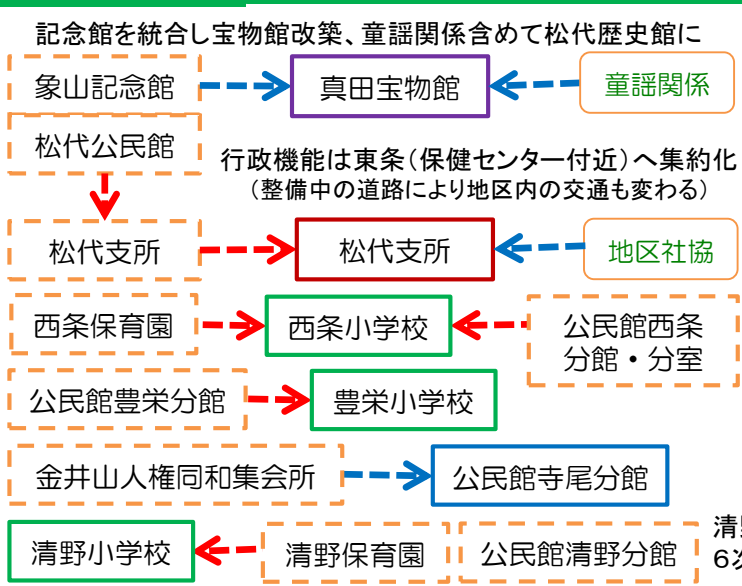 記念館を統合し宝物館改築、童謡関係含めて松代歴史館に
象山記念館
真田宝物館
童謡関係
松代公民館
行政機能は東条(保健センター付近)へ集約化
(整備中の道路により地区内の交通も変わる)
松代支所
松代支所
地区社協
西条保育園
西条小学校
公民館西条
分館・分室
公民館豊栄分館
豊栄小学校
金井山人権同和集会所
公民館寺尾分館
清野小学校
清野保育園
公民館清野分館
清
6次